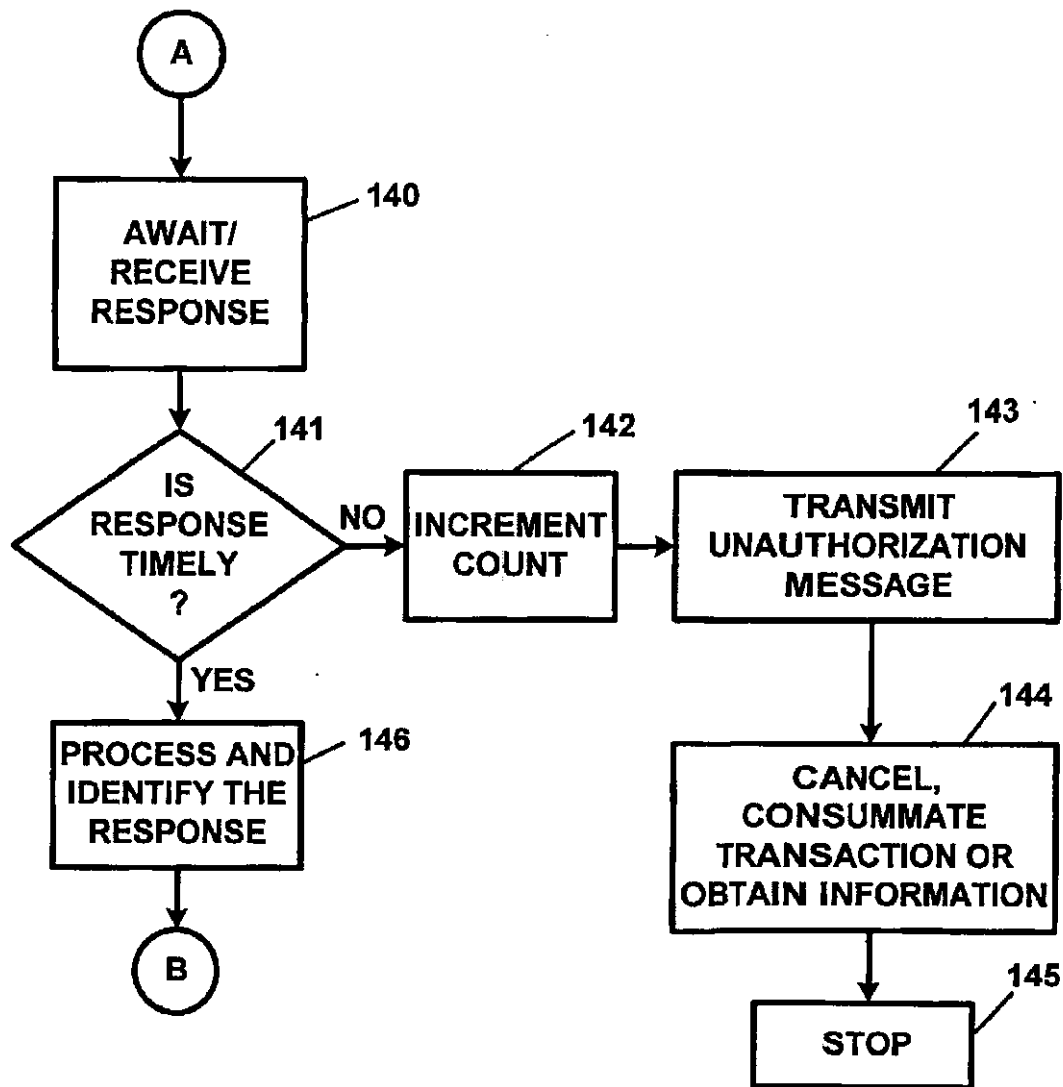 A
140
AWAIT/
RECEIVE
RESPONSE
141
IS
RESPONSE
TIMELY
?
NO
142
INCREMENT
COUNT
143
TRANSMIT
UNAUTHORIZATION
MESSAGE
YES
146
PROCESS AND
IDENTIFY THE
RESPONSE
144
CANCEL,
CONSUMMATE
TRANSACTION OR
OBTAIN INFORMATION
B
145
STOP